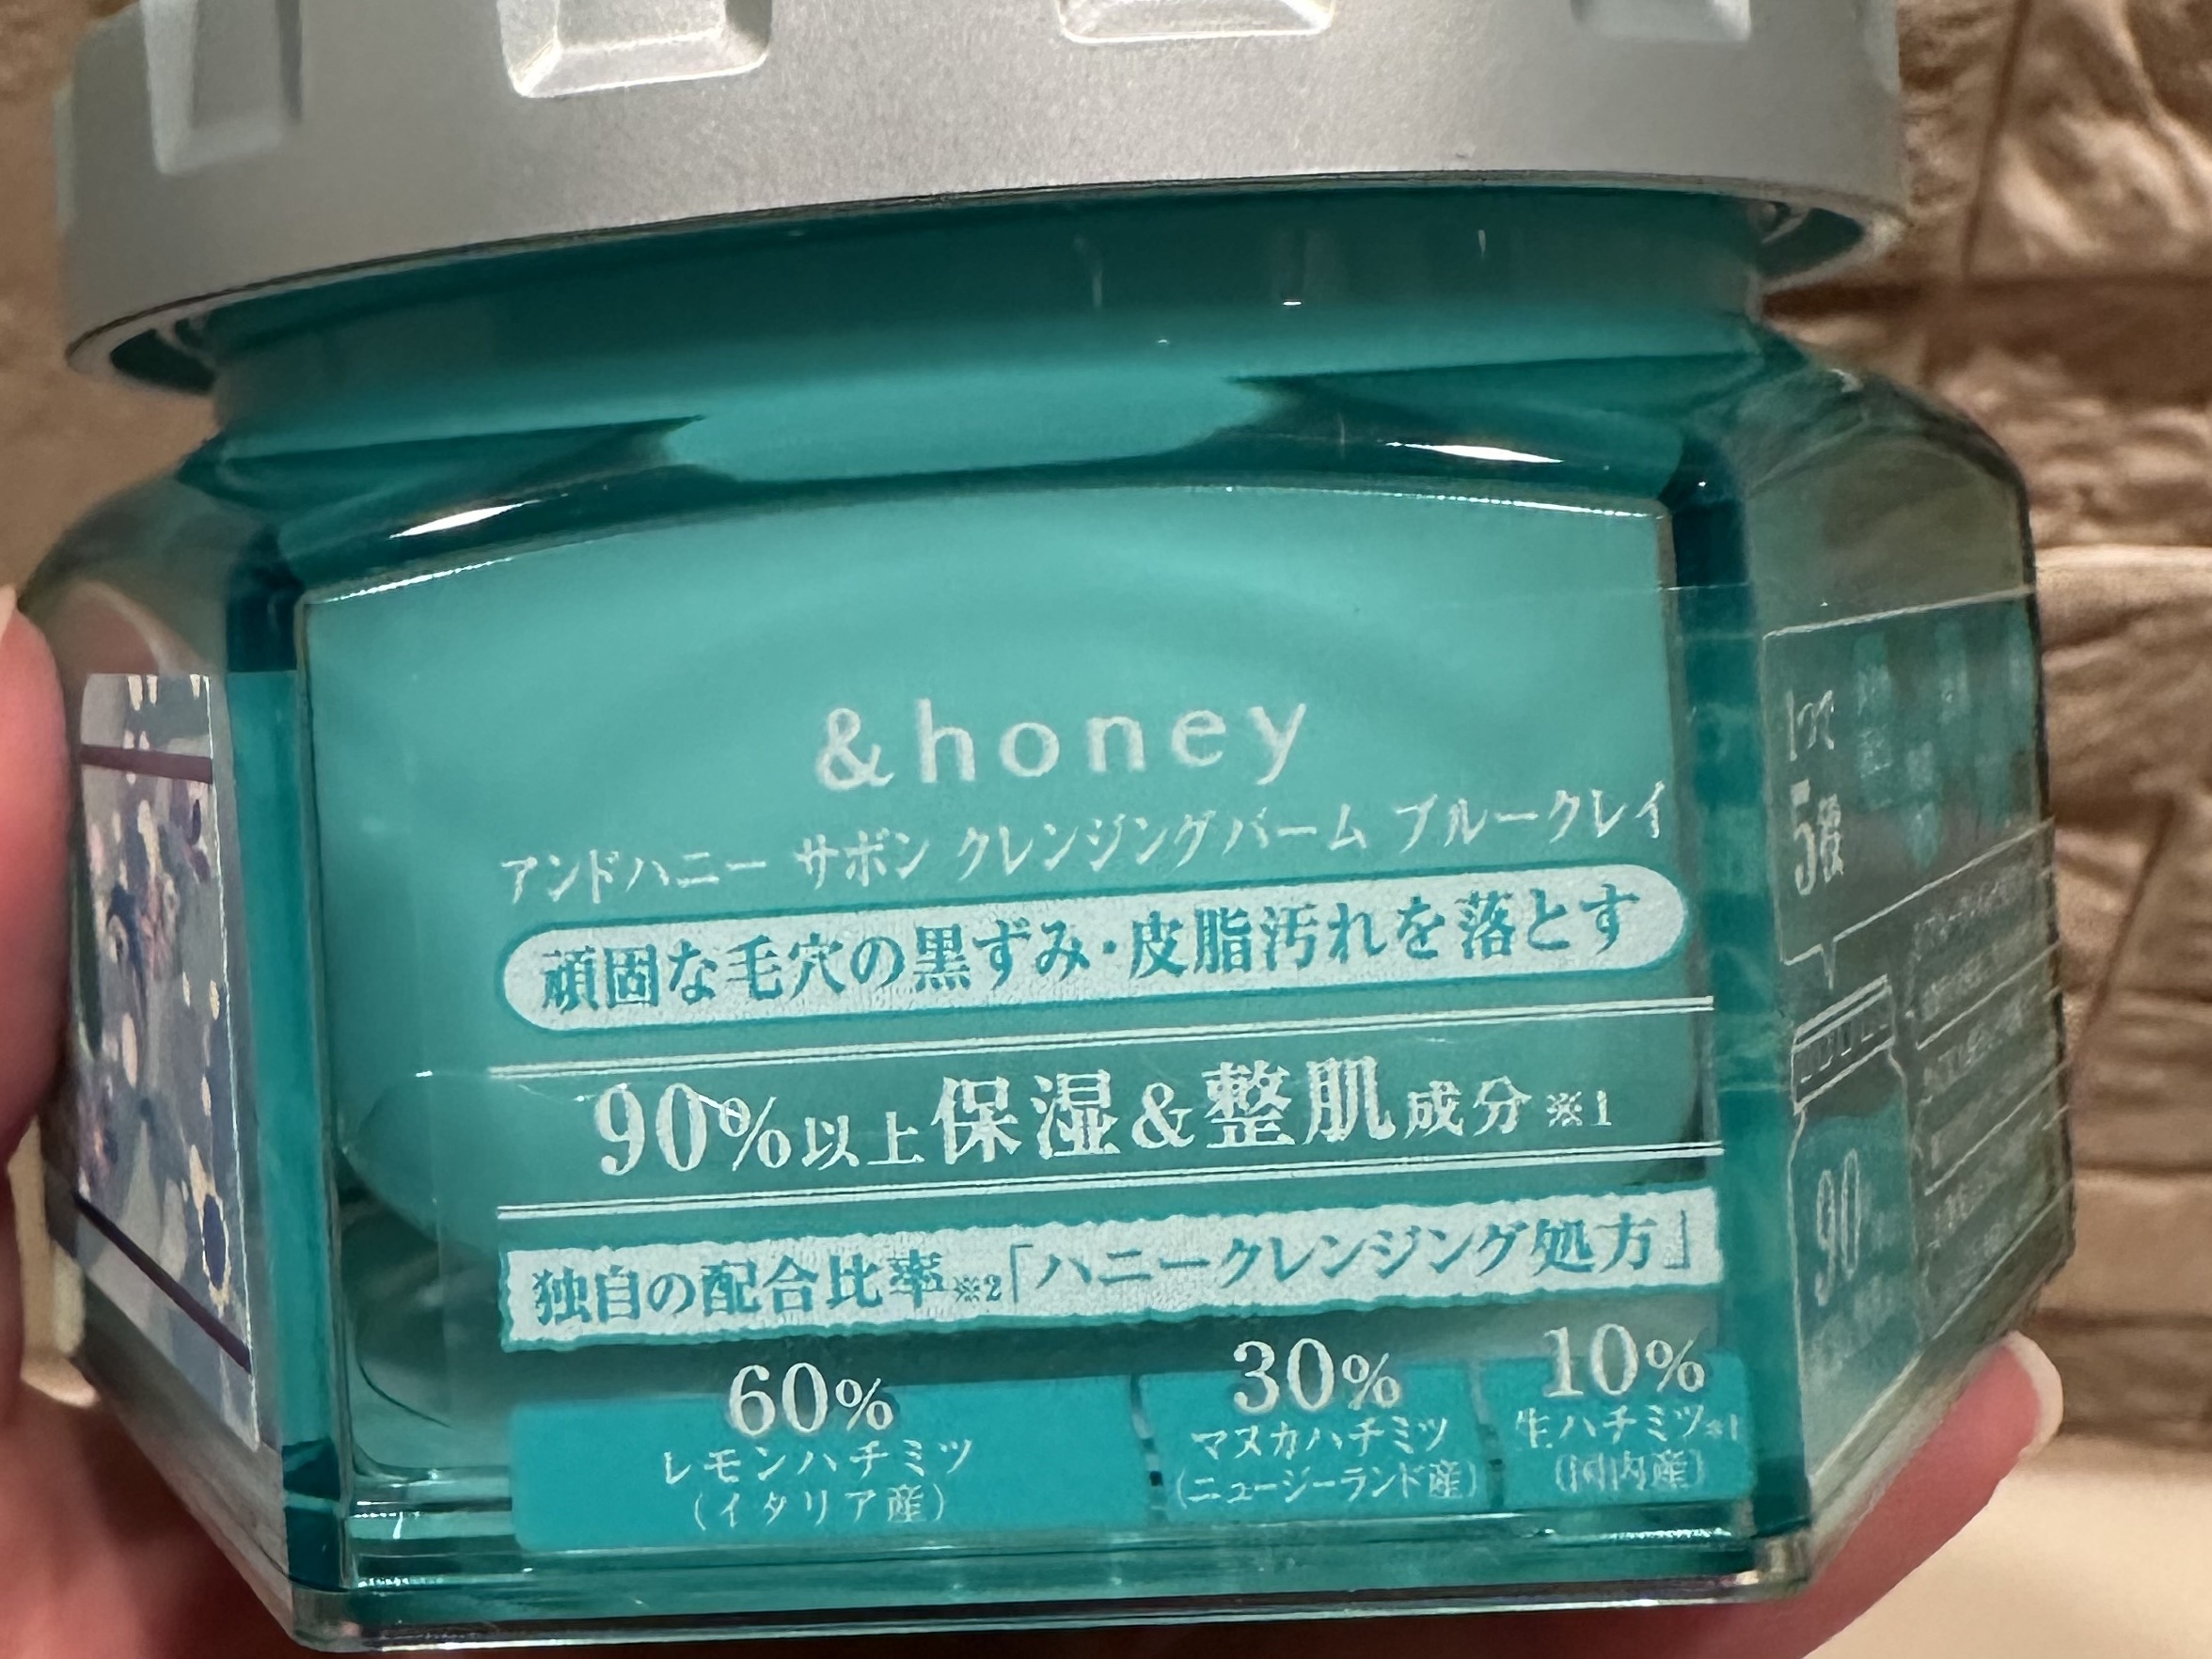 &honey
アンドハニー サボン クレンジングバーム ブルークレイ
頑固な毛穴の黒ずみ・皮脂汚れを落とす
90%以上保湿&整肌成分※1
独自の配合比率※2「ハニークレンジング処方」
60% 30% 10%
レモンハチミツ マヌカハチミツ 生ハチミツ※1
(イタリア産) (ニュージーランド産) (国内産)
90